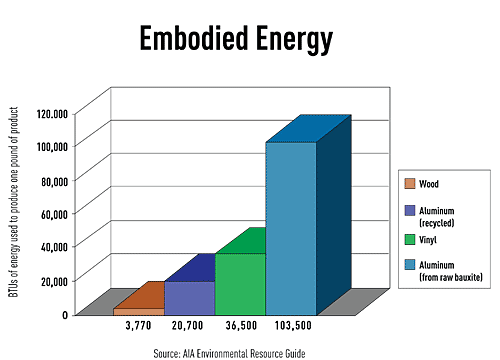 Embodied Energy
BTUs of energy used to produce one pound of product
120,000
100,000
80,000
60,000
40,000
20,000
0
3,770 20,700 36,500 103,500
Wood
Aluminum
(recycled)
Vinyl
Aluminum
(from raw bauxite)
Source: AIA Environmental Resource Guide